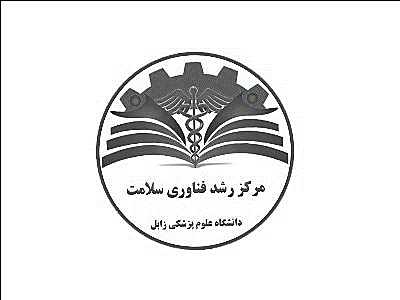 مرکز رشد فناوری سلامت
دانشگاه علوم پزشکی زابل